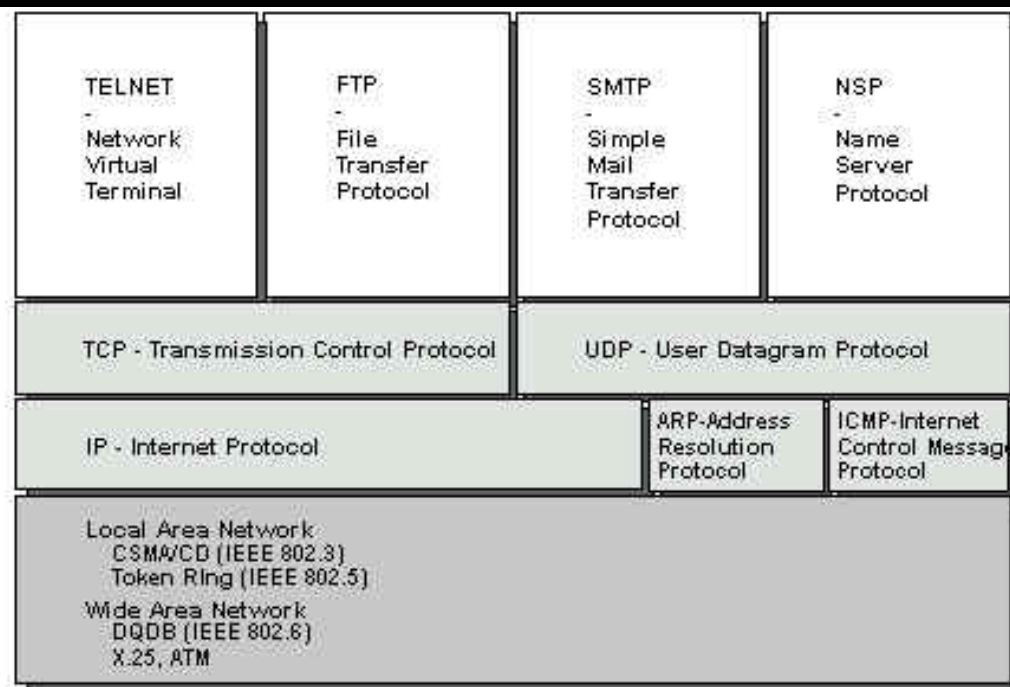 TELNET
-
Network
Virtual
Terminal
FTP
-
File
Transfer
Protocol
SMTP
-
Simple
Mail
Transfer
Protocol
NSP
-
Name
Server
Protocol
TCP - Transmission Control Protocol
UDP - User Datagram Protocol
IP - Internet Protocol
ARP-Address
Resolution
Protocol
ICMP-Internet
Control Message
Protocol
Local Area Network
CSMA/CD (IEEE 802.3)
Token Ring (IEEE 802.5)
Wide Area Network
DQDB (IEEE 802.6)
X.25, ATM